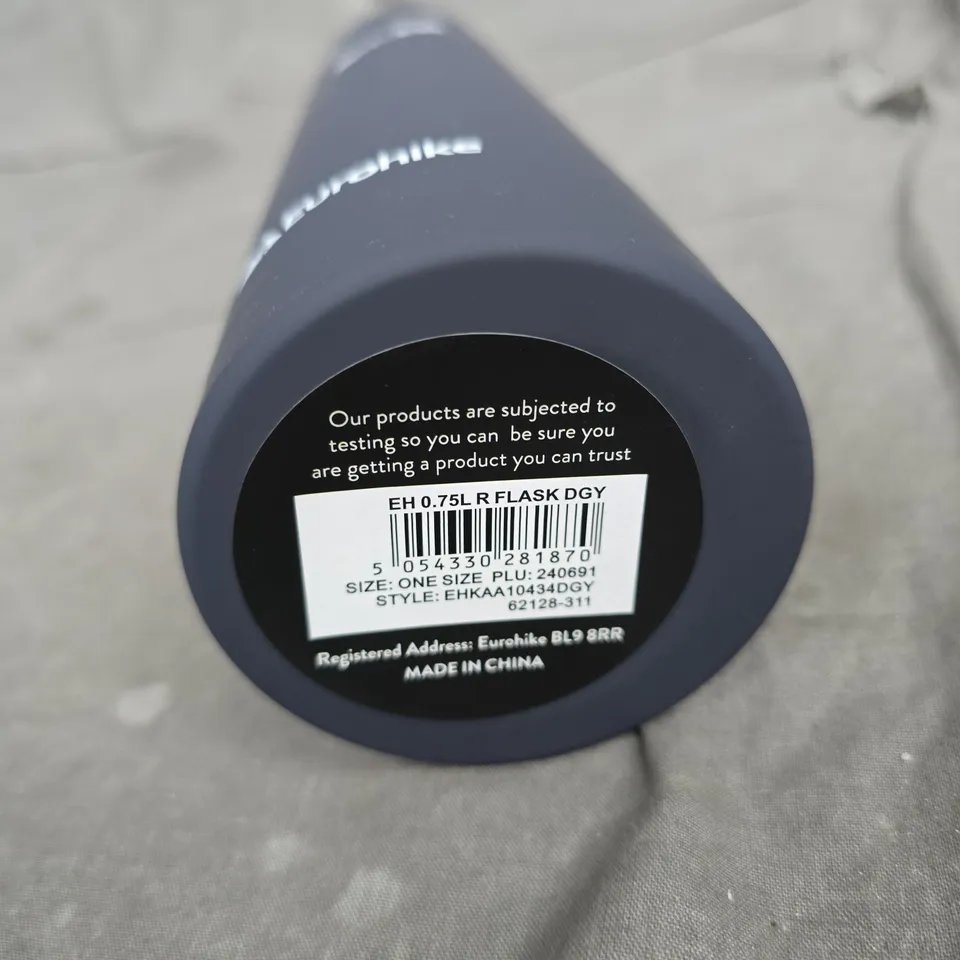 Eurohike
Our products are subjected to
testing so you can be sure you
are getting a product you can trust
EH 0.75L R FLASK DGY
5 054330 281870
SIZE: ONE SIZE PLU: 240691
STYLE: EHKAA10434DGY
62128-311
Registered Address: Eurohike BL9 8RR
MADE IN CHINA